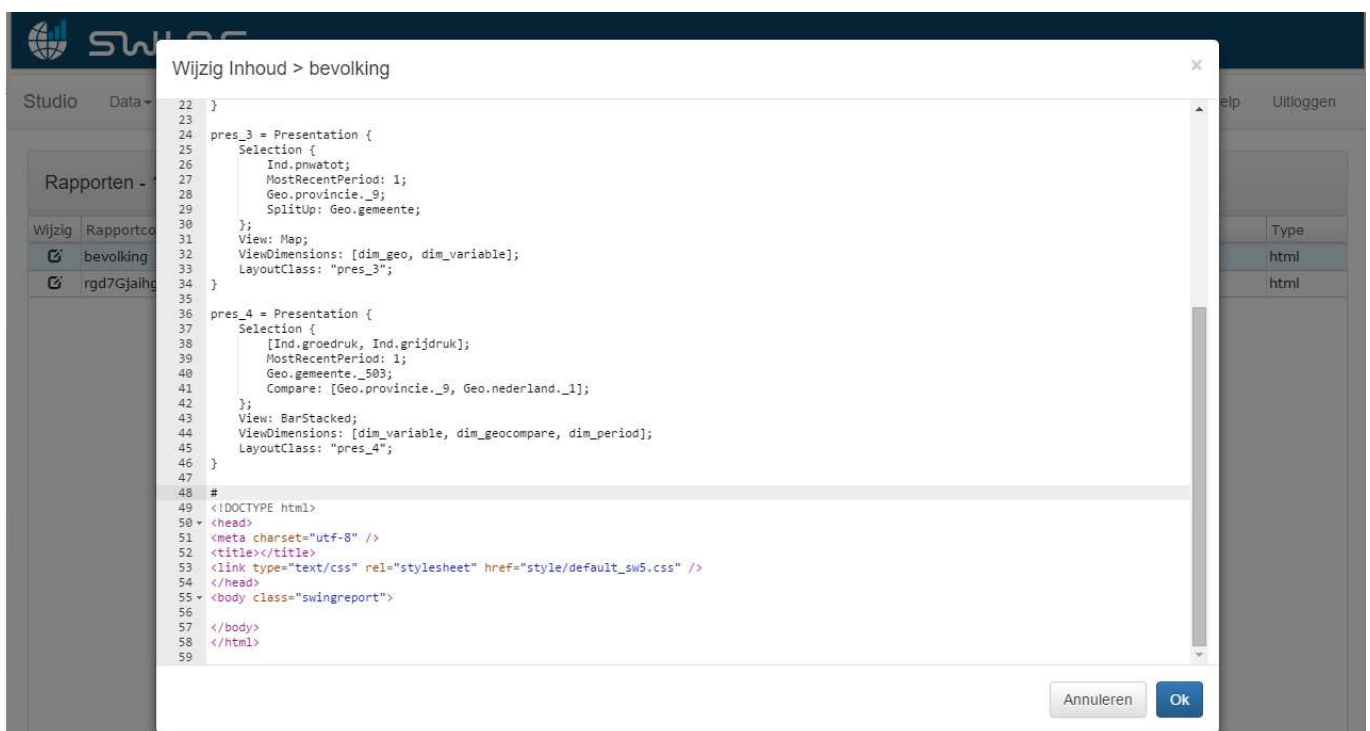 Wijzig Inhoud > bevolking
×
Studio
Data
elp
Uitloggen
Rapporten -
Wijzig
Rapportco
Type
bevolking
html
rgd7Gjaihg
html
22 }
23
24 pres_3 = Presentation {
25 Selection {
26 Ind.pnwatot;
27 MostRecentPeriod: 1;
28 Geo.provincie._9;
29 SplitUp: Geo.gemeente;
30 };
31 View: Map;
32 ViewDimensions: [dim_geo, dim_variable];
33 LayoutClass: "pres_3";
34 }
35
36 pres_4 = Presentation {
37 Selection {
38 [Ind.groedruk, Ind.grijdruk];
39 MostRecentPeriod: 1;
40 Geo.gemeente._503;
41 Compare: [Geo.provincie._9, Geo.nederland._1];
42 };
43 View: BarStacked;
44 ViewDimensions: [dim_variable, dim_geocompare, dim_period];
45 LayoutClass: "pres_4";
46 }
47
48 #
49 <!DOCTYPE html>
50 <head>
51 <meta charset="utf-8" />
52 <title></title>
53 <link type="text/css" rel="stylesheet" href="style/default_sw5.css" />
54 </head>
55 <body class="swingreport">
56
57 </body>
58 </html>
59
Annuleren
Ok